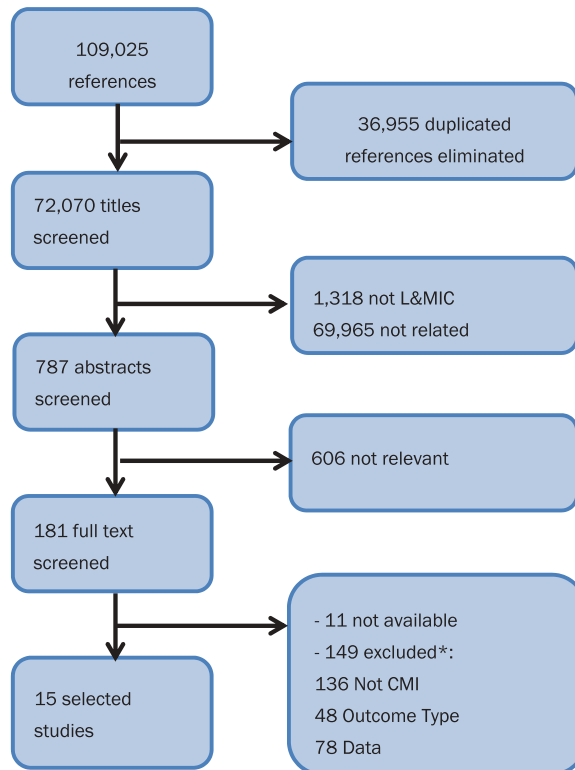 109,025
references
36,955 duplicated
references eliminated
72,070 titles
screened
1,318 not L&MIC
69,965 not related
787 abstracts
screened
606 not relevant
181 full text
screened
- 11 not available
- 149 excluded*:
136 Not CMI
48 Outcome Type
78 Data
15 selected
studies